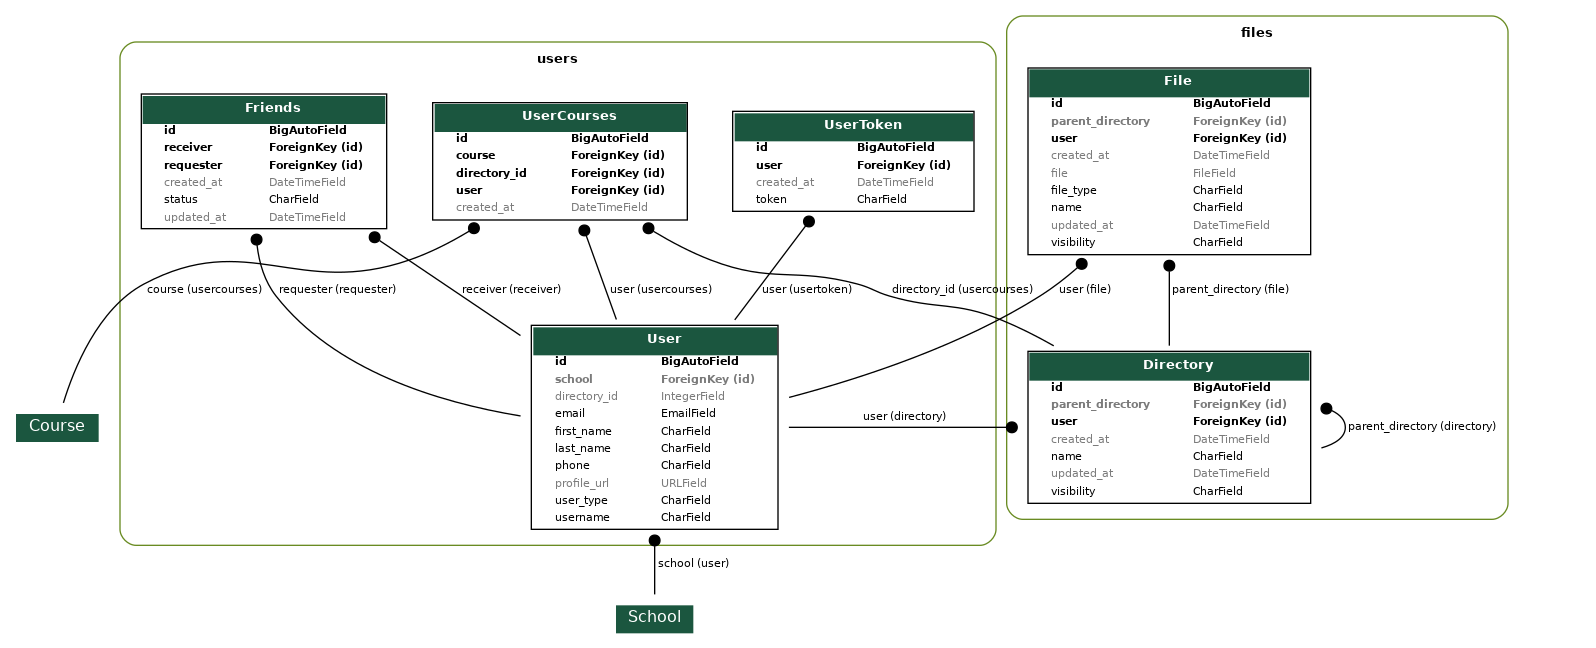 users
Friends
id BigAutoField
receiver ForeignKey (id)
requester ForeignKey (id)
created_at DateTimeField
status CharField
updated_at DateTimeField
UserCourses
id BigAutoField
course ForeignKey (id)
directory_id ForeignKey (id)
user ForeignKey (id)
created_at DateTimeField
UserToken
id BigAutoField
user ForeignKey (id)
created_at DateTimeField
token CharField
files
File
id BigAutoField
parent_directory ForeignKey (id)
user ForeignKey (id)
created_at DateTimeField
file FileField
file_type CharField
name CharField
updated_at DateTimeField
visibility CharField
course (usercourses)
requester (requester)
receiver (receiver)
user (usercourses)
user (usertoken)
directory_id (usercourses)
user (file)
parent_directory (file)
User
id BigAutoField
school ForeignKey (id)
directory_id IntegerField
email EmailField
first_name CharField
last_name CharField
phone CharField
profile_url URLField
user_type CharField
username CharField
user (directory)
Directory
id BigAutoField
parent_directory ForeignKey (id)
user ForeignKey (id)
created_at DateTimeField
name CharField
updated_at DateTimeField
visibility CharField
parent_directory (directory)
Course
school (user)
School